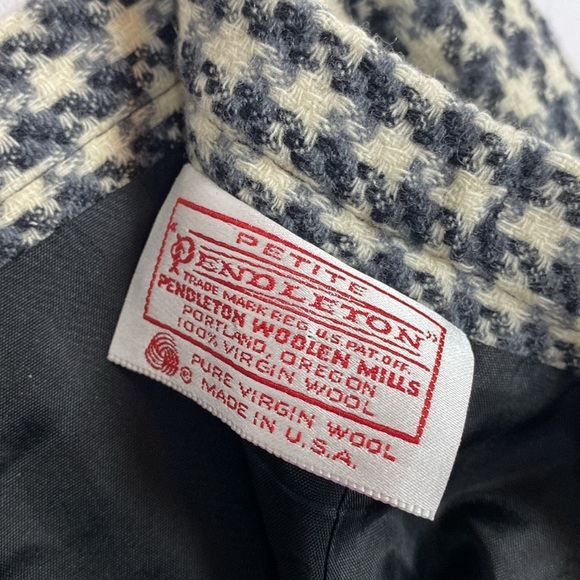 PETITE
"PENDLETON"
TRADE MARK REG. U.S. PAT. OFF.
PENDLETON WOOLEN MILLS
PORTLAND, OREGON
100% VIRGIN WOOL
® PURE VIRGIN WOOL
MADE IN U.S.A.